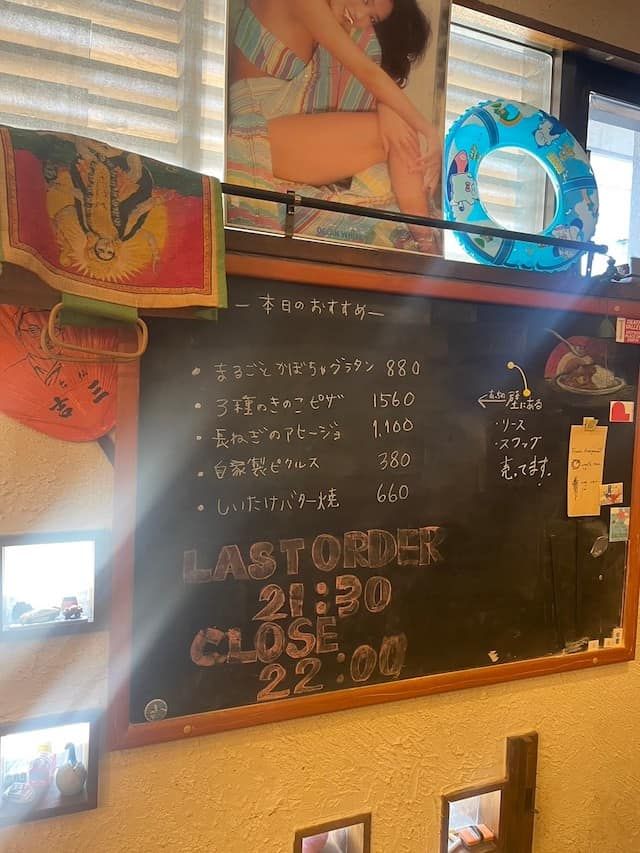 ― 本日のおすすめ ―
・まるごとかぼちゃグラタン 880
・3種のきのこピザ 1560
・長ねぎのアヒージョ 1,100
・自家製ピクルス 380
・しいたけバター焼 660
LAST ORDER
21:30
CLOSE
22:00
壁にある
・リース
・スワッグ
売ってます。